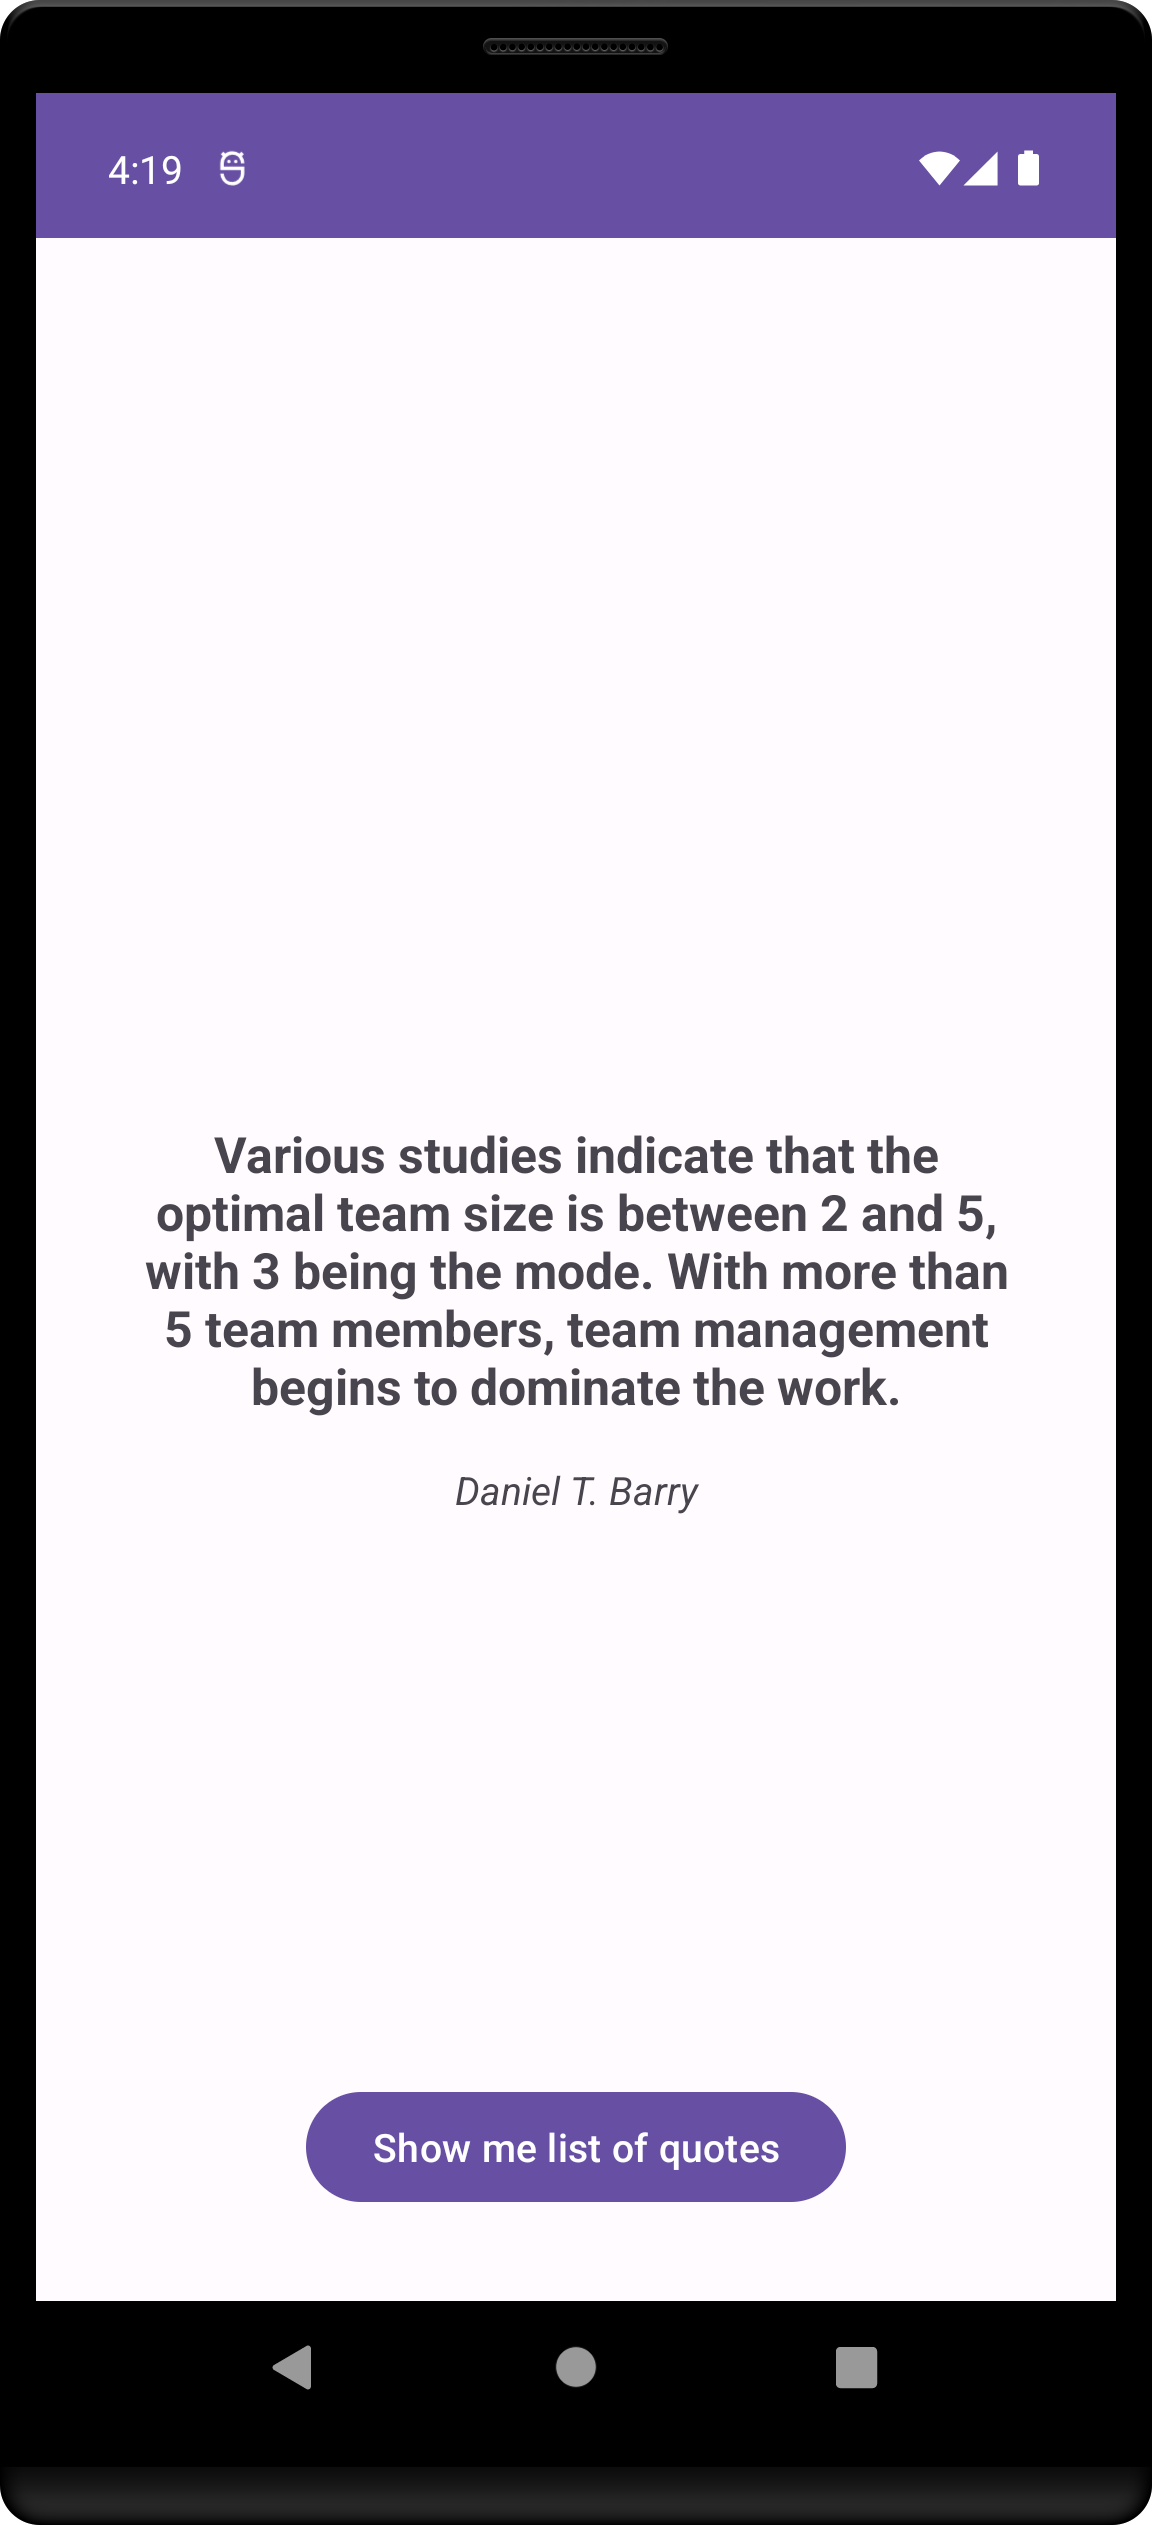 4:19
Various studies indicate that the
optimal team size is between 2 and 5,
with 3 being the mode. With more than
5 team members, team management
begins to dominate the work.
Daniel T. Barry
Show me list of quotes